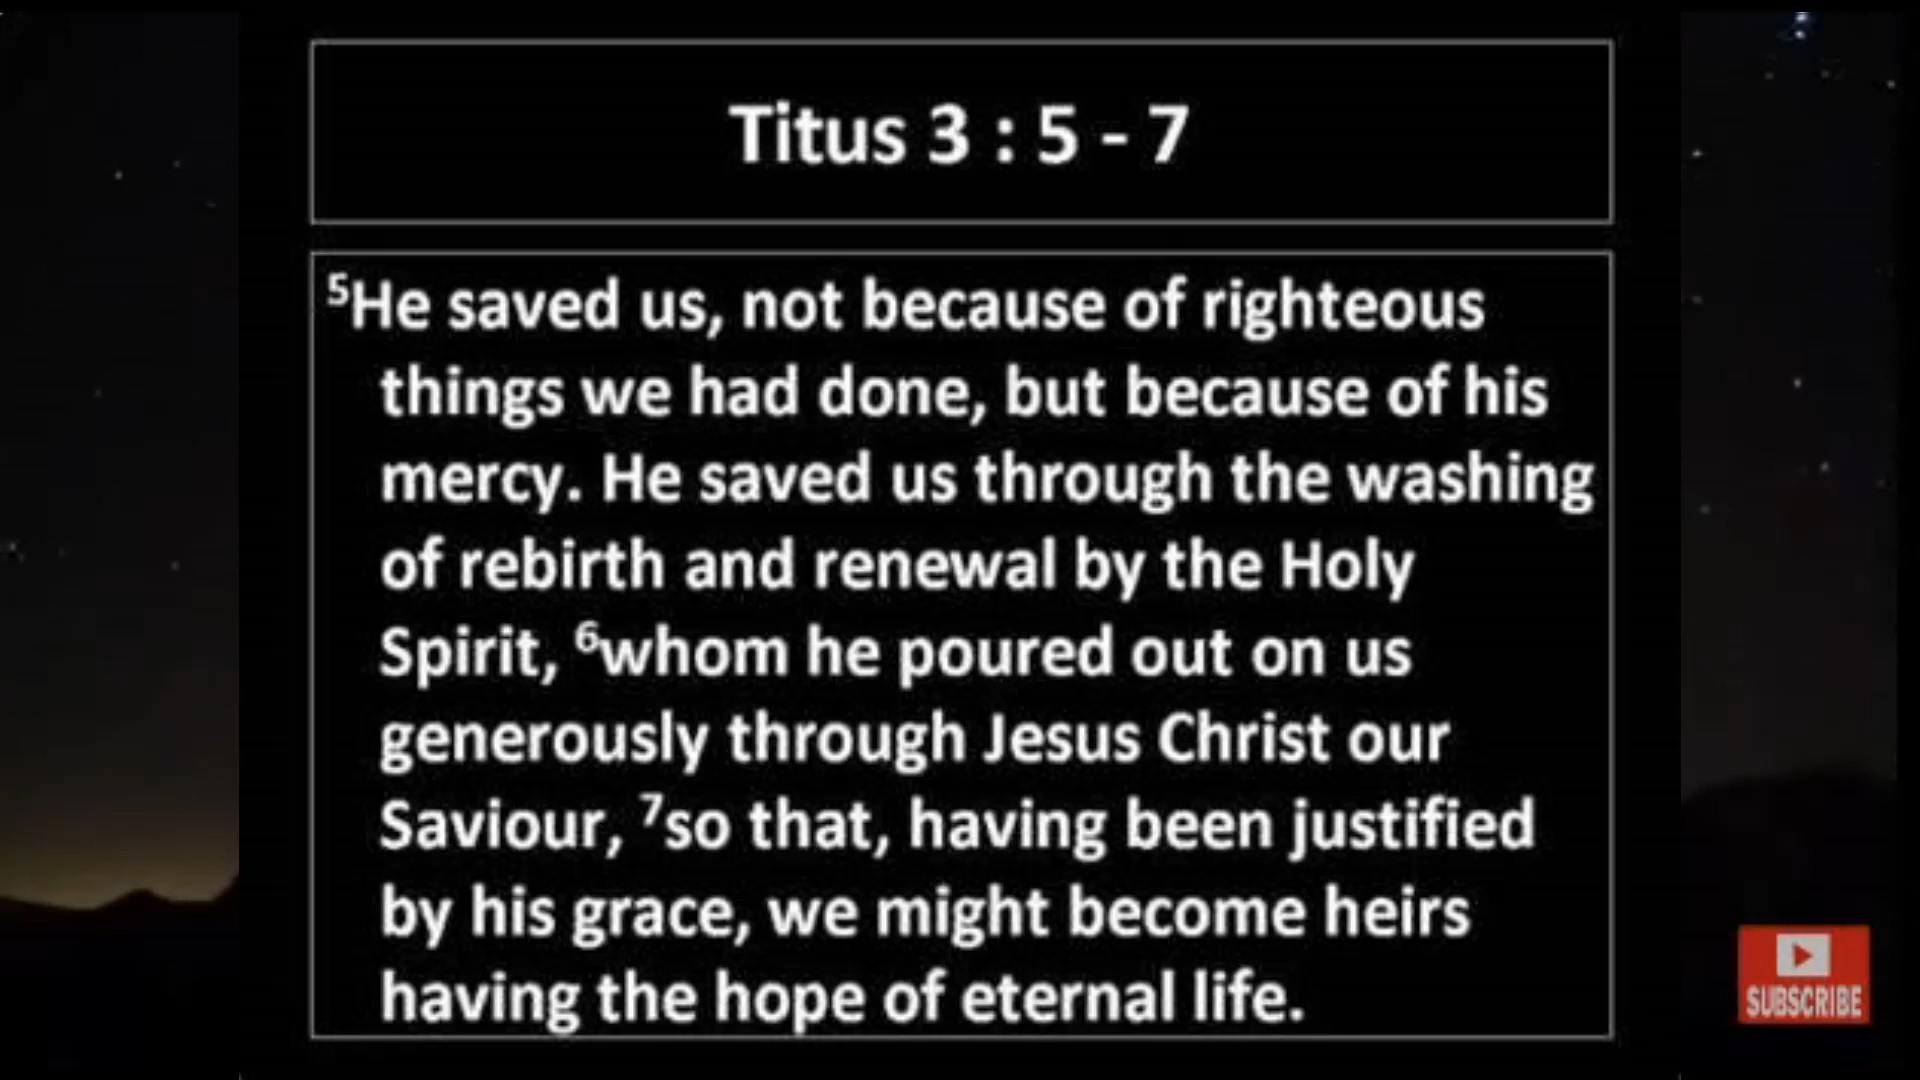 Titus 3 : 5 - 7
⁵He saved us, not because of righteous
things we had done, but because of his
mercy. He saved us through the washing
of rebirth and renewal by the Holy
Spirit, ⁶whom he poured out on us
generously through Jesus Christ our
Saviour, ⁷so that, having been justified
by his grace, we might become heirs
having the hope of eternal life.
SUBSCRIBE